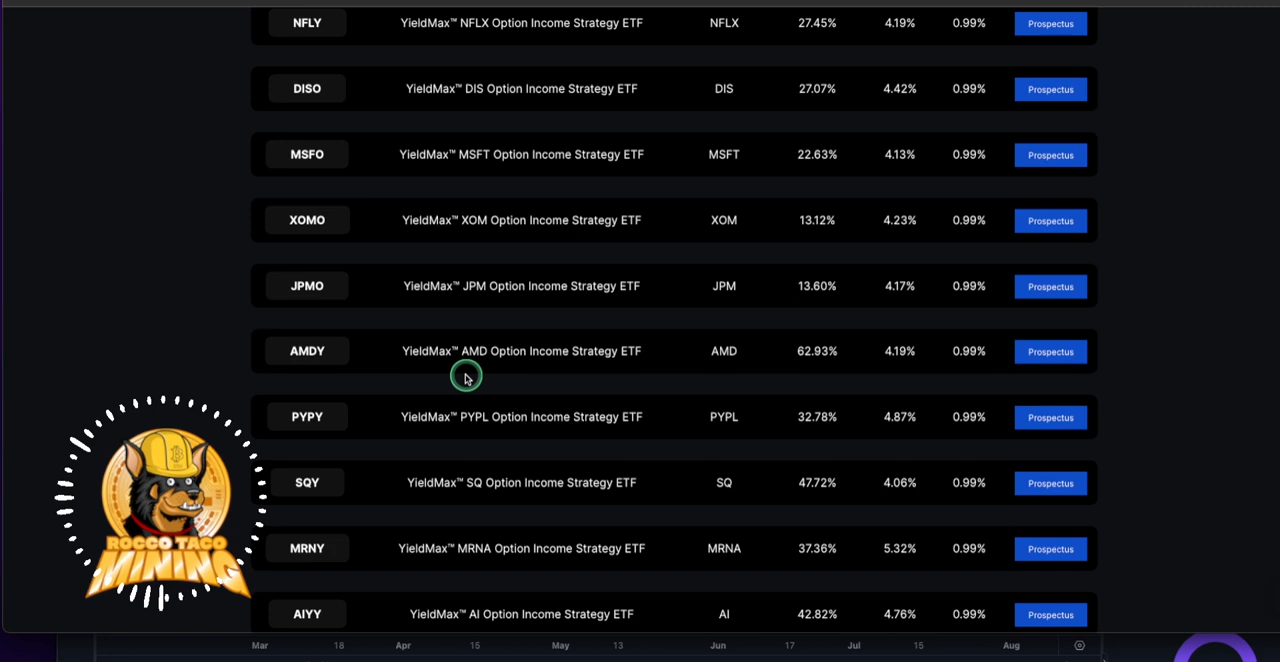 NFLY YieldMax™ NFLX Option Income Strategy ETF NFLX 27.45% 4.19% 0.99% Prospectus
DISO YieldMax™ DIS Option Income Strategy ETF DIS 27.07% 4.42% 0.99% Prospectus
MSFO YieldMax™ MSFT Option Income Strategy ETF MSFT 22.63% 4.13% 0.99% Prospectus
XOMO YieldMax™ XOM Option Income Strategy ETF XOM 13.12% 4.23% 0.99% Prospectus
JPMO YieldMax™ JPM Option Income Strategy ETF JPM 13.60% 4.17% 0.99% Prospectus
AMDY YieldMax™ AMD Option Income Strategy ETF AMD 62.93% 4.19% 0.99% Prospectus
PYPY YieldMax™ PYPL Option Income Strategy ETF PYPL 32.78% 4.87% 0.99% Prospectus
SQY YieldMax™ SQ Option Income Strategy ETF SQ 47.72% 4.06% 0.99% Prospectus
MRNY YieldMax™ MRNA Option Income Strategy ETF MRNA 37.36% 5.32% 0.99% Prospectus
AIYY YieldMax™ AI Option Income Strategy ETF AI 42.82% 4.76% 0.99% Prospectus
ROCCO TACO
MINING
Mar 18 Apr 15 May 13 Jun 17 Jul 15 Aug